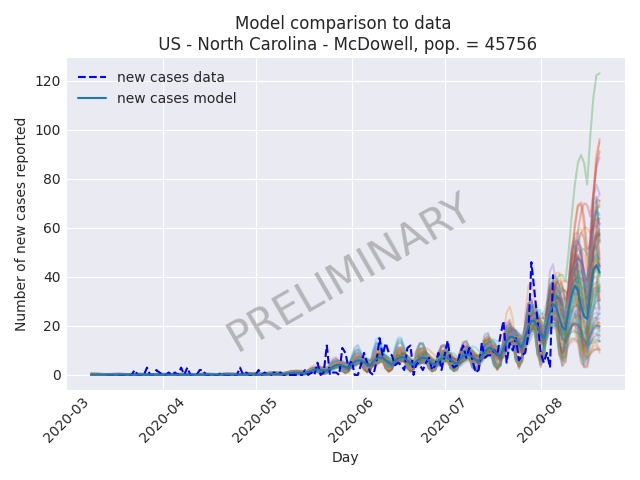 Model comparison to data
US - North Carolina - McDowell, pop. = 45756
new cases data
new cases model
Number of new cases reported
120
100
80
60
40
20
0
PRELIMINARY
2020-03
2020-04
2020-05
2020-06
2020-07
2020-08
Day